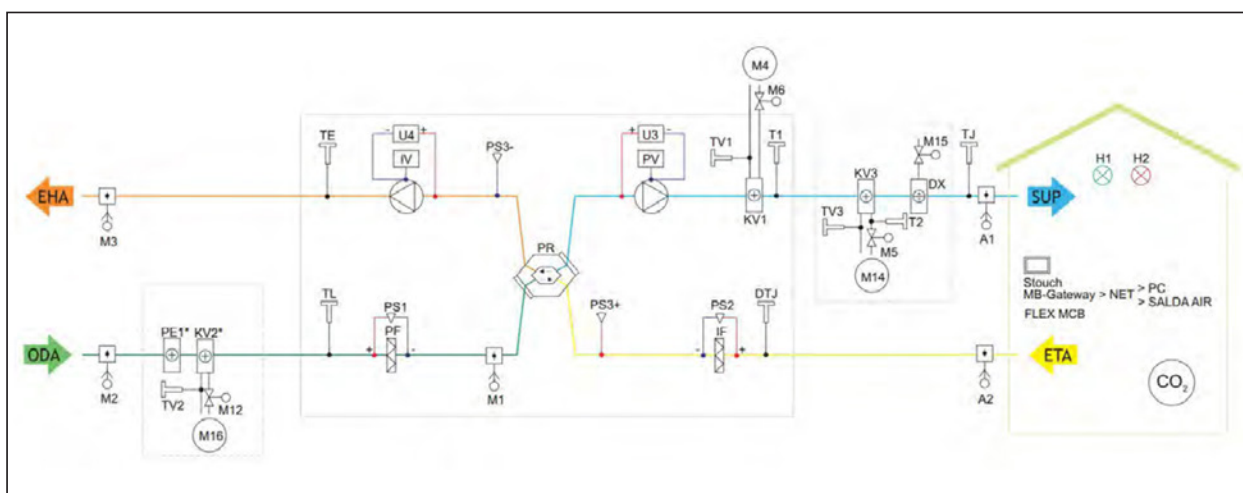 M4
M6
TE
U4
IV
PS3-
U3
PV
TV1
T1
M15
TJ
H1 H2
EHA
KV3
DX
SUP
M3
KV1
TV3
T2
A1
M5
PR
M14
Stouch
MB-Gateway > NET > PC
> SALDA AIR
FLEX MCB
TL
PS1
PF
PS3+
PS2
IF
DTJ
PE1* KV2*
ODA
ETA
M2
M1
A2
TV2
M12
M16
CO2
- +
+ -
+ -
- +